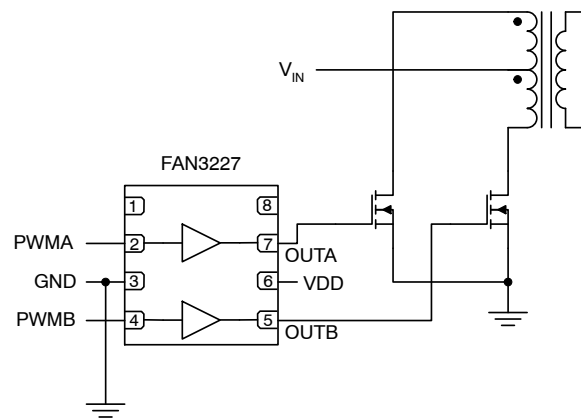 V_IN
FAN3227
1 8
PWMA 2 7 OUTA
GND 3 6 VDD
PWMB 4 5 OUTB